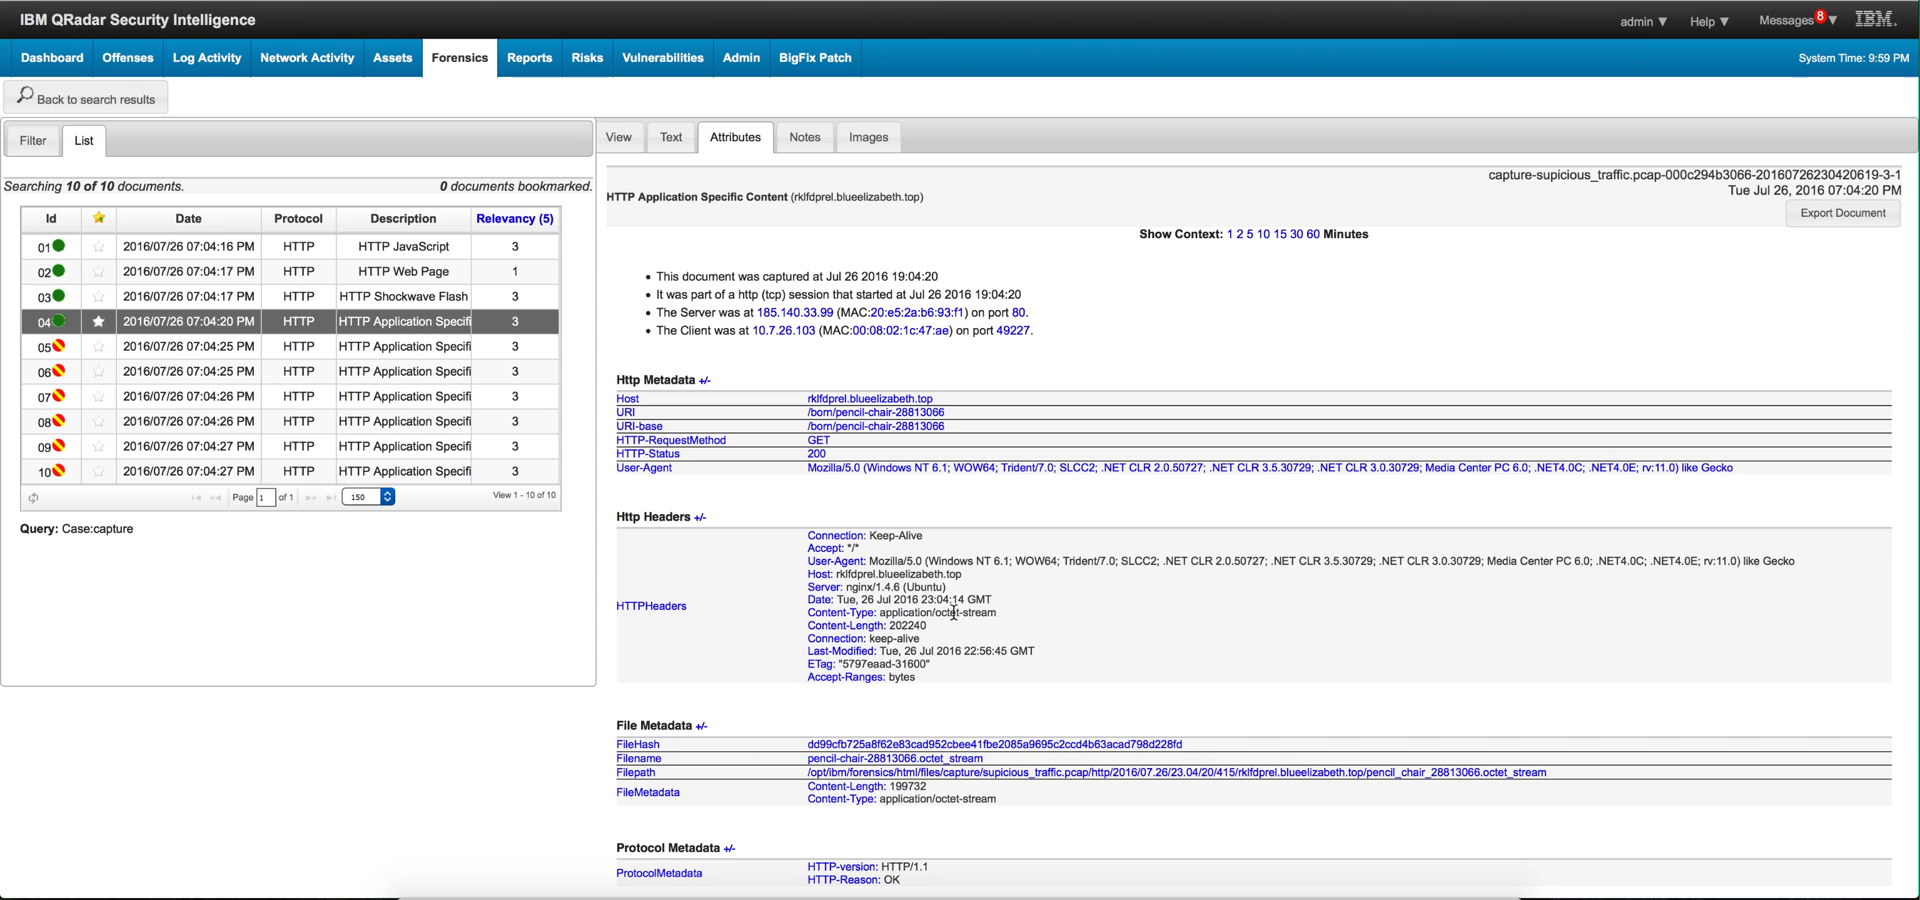 IBM QRadar Security Intelligence
admin ▼ Help ▼ Messages 8 ▼ IBM.
Dashboard Offenses Log Activity Network Activity Assets Forensics Reports Risks Vulnerabilities Admin BigFix Patch System Time: 9:59 PM
Back to search results
Filter List
Searching 10 of 10 documents. 0 documents bookmarked.
Id Date Protocol Description Relevancy (5)
01 2016/07/26 07:04:16 PM HTTP HTTP JavaScript 3
02 2016/07/26 07:04:17 PM HTTP HTTP Web Page 1
03 2016/07/26 07:04:17 PM HTTP HTTP Shockwave Flash 3
04 2016/07/26 07:04:20 PM HTTP HTTP Application Specifi 3
05 2016/07/26 07:04:25 PM HTTP HTTP Application Specifi 3
06 2016/07/26 07:04:25 PM HTTP HTTP Application Specifi 3
07 2016/07/26 07:04:26 PM HTTP HTTP Application Specifi 3
08 2016/07/26 07:04:26 PM HTTP HTTP Application Specifi 3
09 2016/07/26 07:04:27 PM HTTP HTTP Application Specifi 3
10 2016/07/26 07:04:27 PM HTTP HTTP Application Specifi 3
Page 1 of 1 150 View 1 - 10 of 10
Query: Case:capture
View Text Attributes Notes Images
capture-supicious_traffic.pcap-000c294b3066-20160726230420619-3-1
Tue Jul 26, 2016 07:04:20 PM
HTTP Application Specific Content (rklfdprel.blueelizabeth.top)
Export Document
Show Context: 1 2 5 10 15 30 60 Minutes
• This document was captured at Jul 26 2016 19:04:20
• It was part of a http (tcp) session that started at Jul 26 2016 19:04:20
• The Server was at 185.140.33.99 (MAC:20:e5:2a:b6:93:f1) on port 80.
• The Client was at 10.7.26.103 (MAC:00:08:02:1c:47:ae) on port 49227.
Http Metadata +/-
Host rklfdprel.blueelizabeth.top
URI /born/pencil-chair-28813066
URI-base /born/pencil-chair-28813066
HTTP-RequestMethod GET
HTTP-Status 200
User-Agent Mozilla/5.0 (Windows NT 6.1; WOW64; Trident/7.0; SLCC2; .NET CLR 2.0.50727; .NET CLR 3.5.30729; .NET CLR 3.0.30729; Media Center PC 6.0; .NET4.0C; .NET4.0E; rv:11.0) like Gecko
Http Headers +/-
HTTPHeaders
Connection: Keep-Alive
Accept: */*
User-Agent: Mozilla/5.0 (Windows NT 6.1; WOW64; Trident/7.0; SLCC2; .NET CLR 2.0.50727; .NET CLR 3.5.30729; .NET CLR 3.0.30729; Media Center PC 6.0; .NET4.0C; .NET4.0E; rv:11.0) like Gecko
Host: rklfdprel.blueelizabeth.top
Server: nginx/1.4.6 (Ubuntu)
Date: Tue, 26 Jul 2016 23:04:14 GMT
Content-Type: application/octet-stream
Content-Length: 202240
Connection: keep-alive
Last-Modified: Tue, 26 Jul 2016 22:56:45 GMT
ETag: "5797eaad-31600"
Accept-Ranges: bytes
File Metadata +/-
FileHash dd99cfb725a8f62e83cad952cbee41fbe2085a9695c2ccd4b63acad798d228fd
Filename pencil-chair-28813066.octet_stream
Filepath /opt/ibm/forensics/html/files/capture/supicious_traffic.pcap/http/2016/07.26/23.04/20/415/rklfdprel.blueelizabeth.top/pencil_chair_28813066.octet_stream
FileMetadata
Content-Length: 199732
Content-Type: application/octet-stream
Protocol Metadata +/-
ProtocolMetadata
HTTP-version: HTTP/1.1
HTTP-Reason: OK